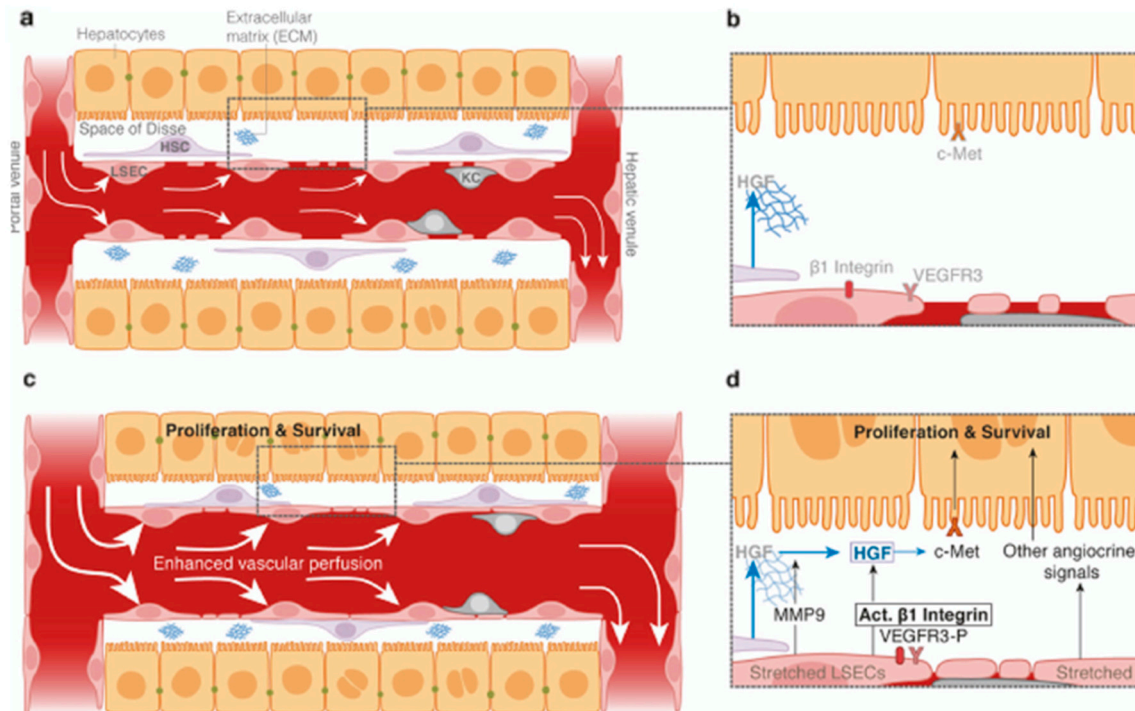 a
Hepatocytes
Extracellular
matrix (ECM)
Space of Disse
HSC
LSEC
KC
Portal venule
Hepatic venule
b
c-Met
HGF
β1 Integrin
VEGFR3
c
Proliferation & Survival
Enhanced vascular perfusion
d
Proliferation & Survival
HGF
HGF
c-Met
Other angiocrine
signals
MMP9
Act. β1 Integrin
VEGFR3-P
Stretched LSECs
Stretched